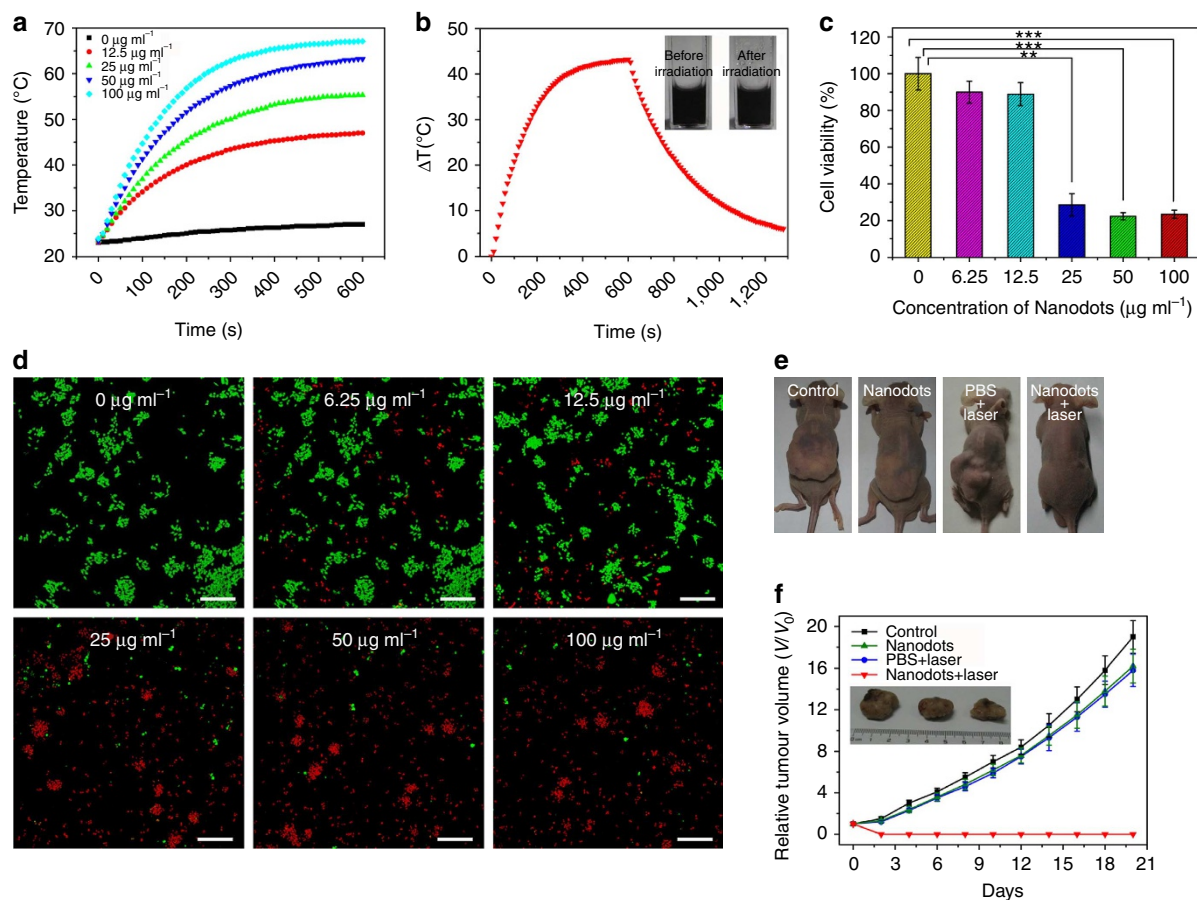 a
Temperature (°C)
70
60
50
40
30
20
0 µg ml⁻¹
12.5 µg ml⁻¹
25 µg ml⁻¹
50 µg ml⁻¹
100 µg ml⁻¹
0
100
200
300
400
500
600
Time (s)
b
ΔT(°C)
50
40
30
20
10
0
Before
irradiation
After
irradiation
0
200
400
600
800
1,000
1,200
Time (s)
c
Cell viability (%)
120
100
80
60
40
20
0
***
***
**
0
6.25
12.5
25
50
100
Concentration of Nanodots (µg ml⁻¹)
d
0 µg ml⁻¹
6.25 µg ml⁻¹
12.5 µg ml⁻¹
25 µg ml⁻¹
50 µg ml⁻¹
100 µg ml⁻¹
e
Control
Nanodots
PBS
+
laser
Nanodots
+
laser
f
Relative tumour volume (V/V₀)
20
16
12
8
4
0
Control
Nanodots
PBS+laser
Nanodots+laser
0
3
6
9
12
15
18
21
Days